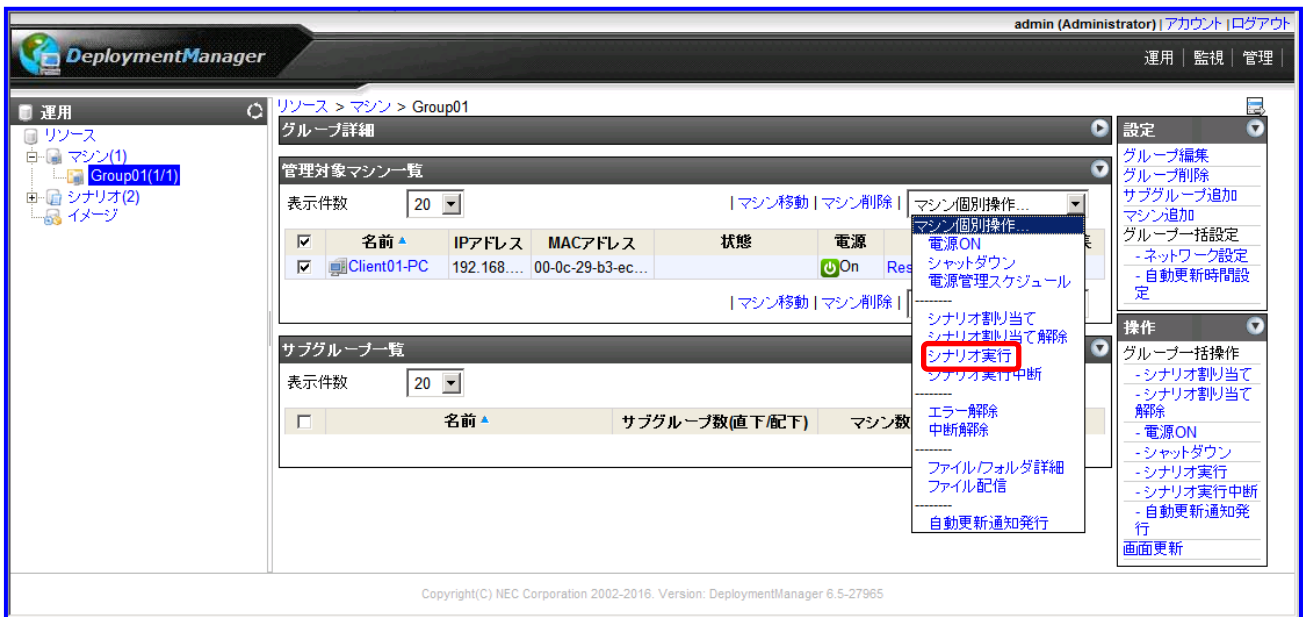 admin (Administrator) | アカウント | ログアウト
DeploymentManager
運用 | 監視 | 管理 |
運用
リソース
マシン(1)
Group01(1/1)
シナリオ(2)
イメージ
リソース > マシン > Group01
グループ詳細
管理対象マシン一覧
表示件数 20 | マシン移動 | マシン削除 | マシン個別操作...
名前 IPアドレス MACアドレス 状態 電源
Client01-PC 192.168.... 00-0c-29-b3-ec... On Res
| マシン移動 | マシン削除 |
マシン個別操作...
電源ON
シャットダウン
電源管理スケジュール
--------
シナリオ割り当て
シナリオ割り当て解除
シナリオ実行
シナリオ実行中断
--------
エラー解除
中断解除
--------
ファイル/フォルダ詳細
ファイル配信
--------
自動更新通知発行
サブグループ一覧
表示件数 20
名前 サブグループ数(直下/配下) マシン数
設定
グループ編集
グループ削除
サブグループ追加
マシン追加
グループ一括設定
- ネットワーク設定
- 自動更新時間設
定
操作
グループ一括操作
- シナリオ割り当て
- シナリオ割り当て
解除
- 電源ON
- シャットダウン
- シナリオ実行
- シナリオ実行中断
- 自動更新通知発
行
画面更新
Copyright(C) NEC Corporation 2002-2016. Version: DeploymentManager 6.5-27965